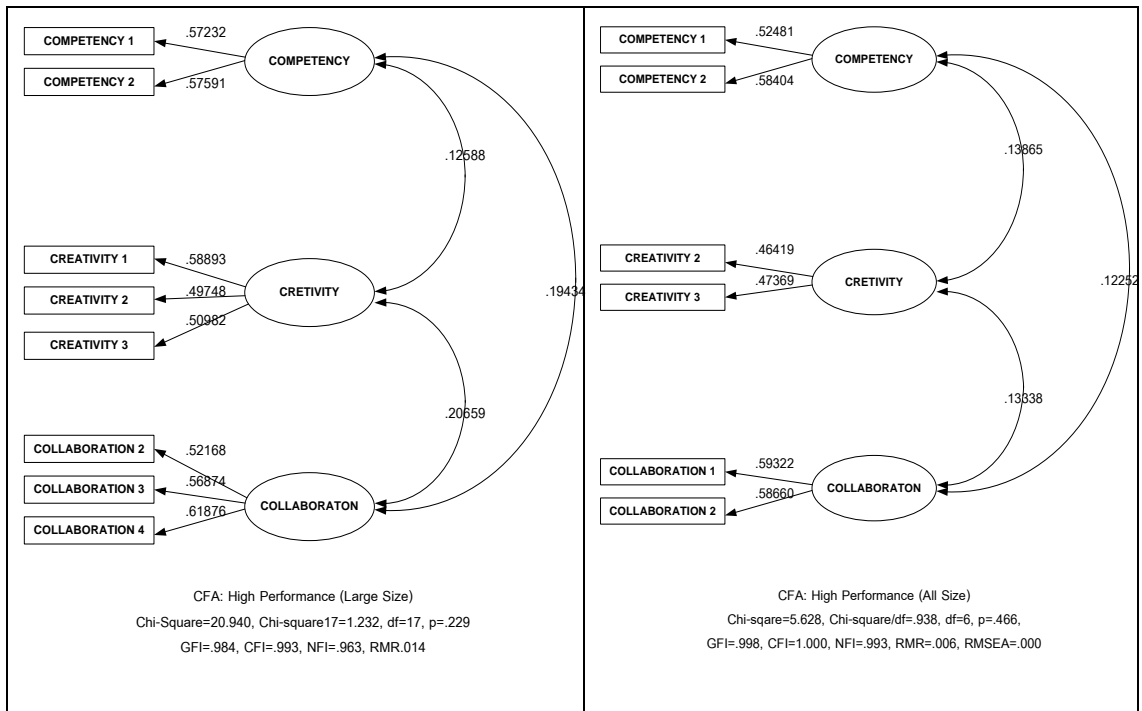 COMPETENCY 1
.57232
COMPETENCY
COMPETENCY 2
.57591
.12588
CREATIVITY 1
.58893
CREATIVITY 2
.49748
CRETIVITY
CREATIVITY 3
.50982
.19434
.20659
COLLABORATION 2
.52168
COLLABORATION 3
.56874
COLLABORATON
COLLABORATION 4
.61876
CFA: High Performance (Large Size)
Chi-Square=20.940, Chi-square17=1.232, df=17, p=.229
GFI=.984, CFI=.993, NFI=.963, RMR.014
COMPETENCY 1
.52481
COMPETENCY
COMPETENCY 2
.58404
.13865
CREATIVITY 2
.46419
CRETIVITY
CREATIVITY 3
.47369
.12252
.13338
COLLABORATION 1
.59322
COLLABORATON
COLLABORATION 2
.58660
CFA: High Performance (All Size)
Chi-sqare=5.628, Chi-square/df=.938, df=6, p=.466,
GFI=.998, CFI=1.000, NFI=.993, RMR=.006, RMSEA=.000